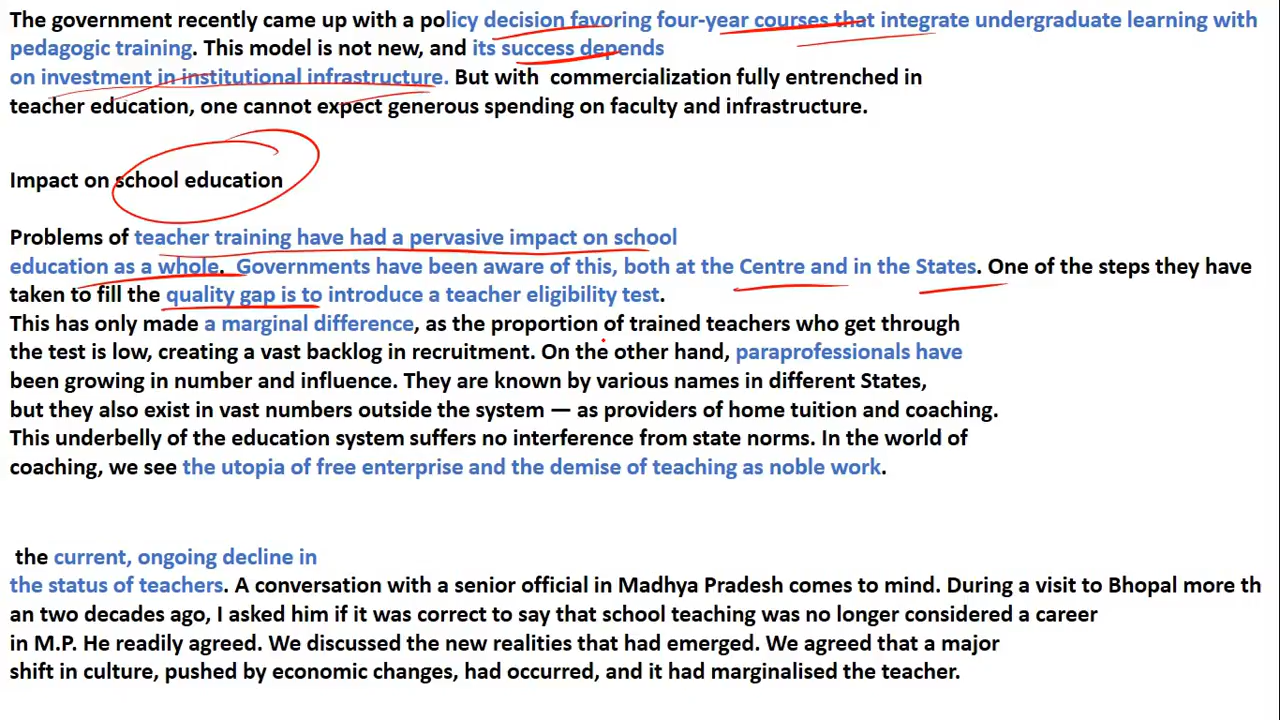 The government recently came up with a policy decision favoring four-year courses that integrate undergraduate learning with
pedagogic training. This model is not new, and its success depends
on investment in institutional infrastructure. But with commercialization fully entrenched in
teacher education, one cannot expect generous spending on faculty and infrastructure.
Impact on school education
Problems of teacher training have had a pervasive impact on school
education as a whole. Governments have been aware of this, both at the Centre and in the States. One of the steps they have
taken to fill the quality gap is to introduce a teacher eligibility test.
This has only made a marginal difference, as the proportion of trained teachers who get through
the test is low, creating a vast backlog in recruitment. On the other hand, paraprofessionals have
been growing in number and influence. They are known by various names in different States,
but they also exist in vast numbers outside the system — as providers of home tuition and coaching.
This underbelly of the education system suffers no interference from state norms. In the world of
coaching, we see the utopia of free enterprise and the demise of teaching as noble work.
the current, ongoing decline in
the status of teachers. A conversation with a senior official in Madhya Pradesh comes to mind. During a visit to Bhopal more th
an two decades ago, I asked him if it was correct to say that school teaching was no longer considered a career
in M.P. He readily agreed. We discussed the new realities that had emerged. We agreed that a major
shift in culture, pushed by economic changes, had occurred, and it had marginalised the teacher.